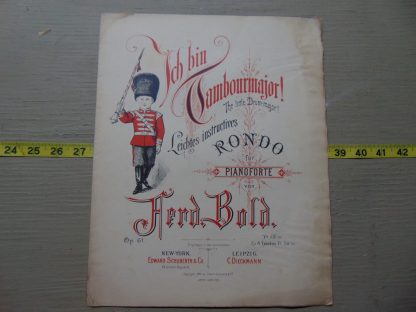 Ich bin
Tambourmajor!
The little Drum-major!
Leichtes instructives
RONDO
für
PIANOFORTE
von
Ferd. Bold.
Op. 61.
NEW-YORK, LEIPZIG,
EDWARD SCHUBERTH & Co. C. DIECKMANN.
24 25 26 27 39 40 41 42